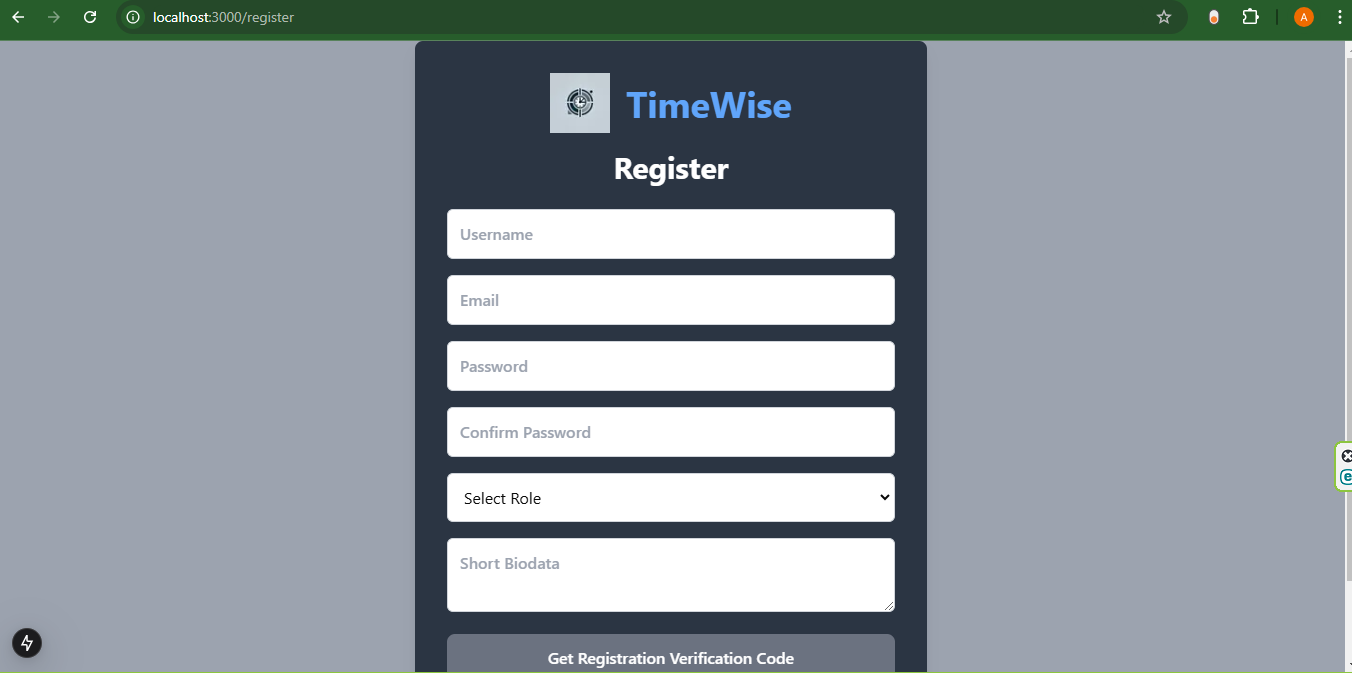 localhost:3000/register
A
TimeWise
Register
Username
Email
Password
Confirm Password
Select Role
Short Biodata
Get Registration Verification Code